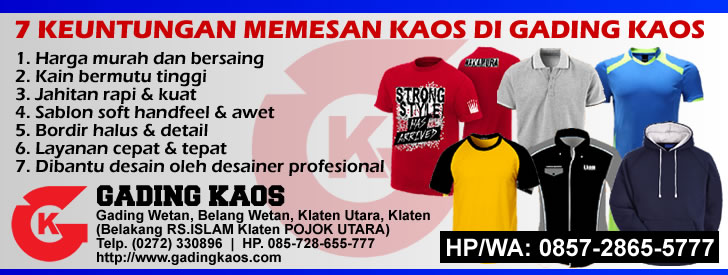 7 KEUNTUNGAN MEMESAN KAOS DI GADING KAOS
1. Harga murah dan bersaing
2. Kain bermutu tinggi
3. Jahitan rapi & kuat
4. Sablon soft handfeel & awet
5. Bordir halus & detail
6. Layanan cepat & tepat
7. Dibantu desain oleh desainer profesional
STRONG
STYLE
HAS
ARRIVED
NAKAMURA
K
GADING KAOS
Gading Wetan, Belang Wetan, Klaten Utara, Klaten
(Belakang RS.ISLAM Klaten POJOK UTARA)
Telp. (0272) 330896 | HP. 085-728-655-777
http://www.gadingkaos.com
HP/WA: 0857-2865-5777